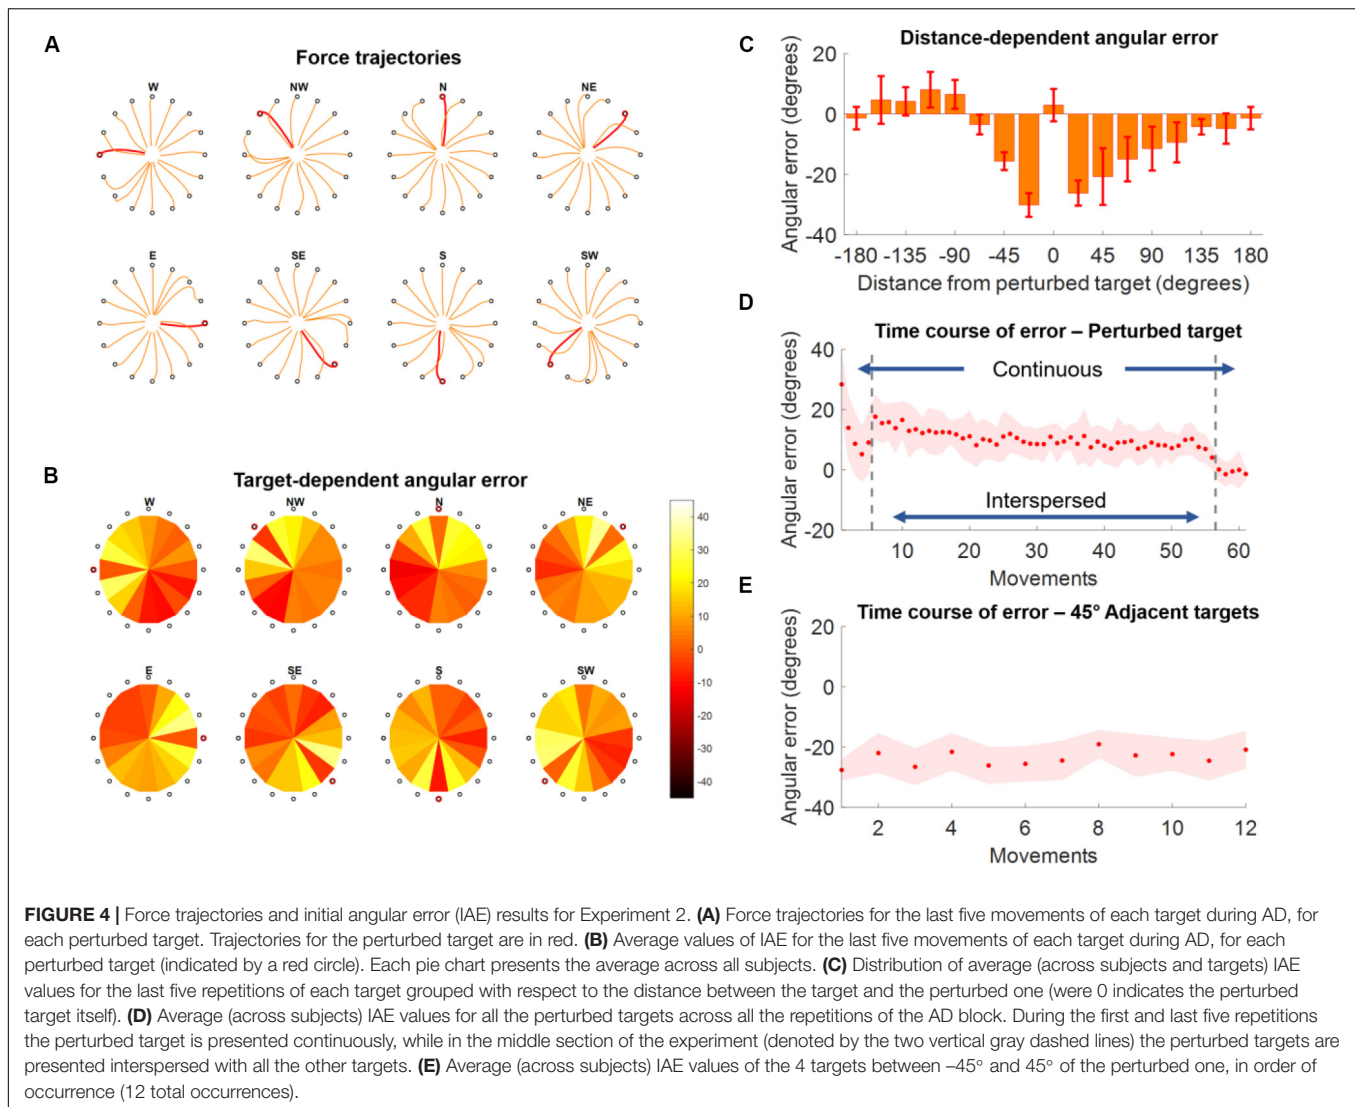 A
Force trajectories
W
NW
N
NE
E
SE
S
SW
B
Target-dependent angular error
W
NW
N
NE
E
SE
S
SW
40
30
20
10
0
-10
-20
-30
-40
C
Distance-dependent angular error
Angular error (degrees)
20
0
-20
-40
-180 -135 -90 -45 0 45 90 135 180
Distance from perturbed target (degrees)
D
Time course of error – Perturbed target
Angular error (degrees)
40
20
0
-20
Continuous
Interspersed
10 20 30 40 50 60
Movements
E
Time course of error – 45° Adjacent targets
Angular error (degrees)
20
0
-20
-40
2 4 6 8 10 12
Movements
FIGURE 4 | Force trajectories and initial angular error (IAE) results for Experiment 2. (A) Force trajectories for the last five movements of each target during AD, for
each perturbed target. Trajectories for the perturbed target are in red. (B) Average values of IAE for the last five movements of each target during AD, for each
perturbed target (indicated by a red circle). Each pie chart presents the average across all subjects. (C) Distribution of average (across subjects and targets) IAE
values for the last five repetitions of each target grouped with respect to the distance between the target and the perturbed one (were 0 indicates the perturbed
target itself). (D) Average (across subjects) IAE values for all the perturbed targets across all the repetitions of the AD block. During the first and last five repetitions
the perturbed target is presented continuously, while in the middle section of the experiment (denoted by the two vertical gray dashed lines) the perturbed targets are
presented interspersed with all the other targets. (E) Average (across subjects) IAE values of the 4 targets between –45° and 45° of the perturbed one, in order of
occurrence (12 total occurrences).